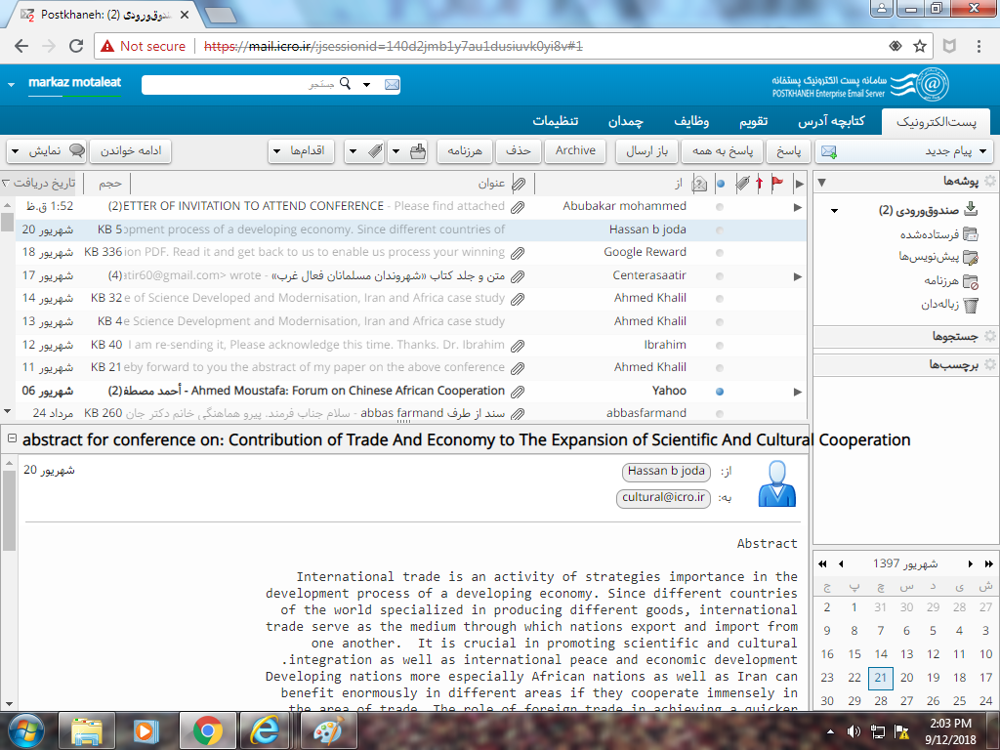 Postkhaneh: (2) صندوق‌ورودی
Not secure
https://mail.icro.ir/;jsessionid=140d2jmb1y7au1dusiuvk0yi8v#1
markaz motaleat
جستجو
سامانه پست الکترونیک پستخانه
POSTKHANEH Enterprise Email Server
پست‌الکترونیک
کتابچه آدرس
تقویم
وظایف
چمدان
تنظیمات
پیام جدید
پاسخ
پاسخ به همه
باز ارسال
Archive
حذف
هرزنامه
اقدام‌ها
ادامه خواندن
نمایش
از
عنوان
حجم
تاریخ دریافت
Abubakar mohammed
ETTER OF INVITATION TO ATTEND CONFERENCE - Please find attached
(2)
1:52 ق.ظ
Hassan b joda
opment process of a developing economy. Since different countries of
5 KB
شهریور 20
Google Reward
ion PDF. Read it and get back to us to enable us process your winning
336 KB
شهریور 18
Centerasaatir
متن و جلد کتاب «شهروندان مسلمانان فعال غرب» - atir60@gmail.com> wrote
(4)
شهریور 17
Ahmed Khalil
e of Science Developed and Modernisation, Iran and Africa case study
32 KB
شهریور 14
Ahmed Khalil
e Science Development and Modernisation, Iran and Africa case study
4 KB
شهریور 13
Ibrahim
I am re-sending it, Please acknowledge this time. Thanks. Dr. Ibrahim
40 KB
شهریور 12
Ahmed Khalil
eby forward to you the abstract of my paper on the above conference
21 KB
شهریور 11
Yahoo
أحمد مصطف - Ahmed Moustafa: Forum on Chinese African Cooperation
(2)
شهریور 06
abbasfarmand
سند از طرف abbas farmand - سلام جناب فرمند. پیرو هماهنگی خانم دکتر جان
260 KB
مرداد 24
پوشه‌ها
صندوق‌ورودی (2)
فرستاده‌شده
پیش‌نویس‌ها
هرزنامه
زباله‌دان
جستجوها
برچسب‌ها
abstract for conference on: Contribution of Trade And Economy to The Expansion of Scientific And Cultural Cooperation
شهریور 20
از: Hassan b joda
به: cultural@icro.ir
Abstract
International trade is an activity of strategies importance in the
development process of a developing economy. Since different countries
of the world specialized in producing different goods, international
trade serve as the medium through which nations export and import from
one another. It is crucial in promoting scientific and cultural
integration as well as international peace and economic development.
Developing nations more especially African nations as well as Iran can
benefit enormously in different areas if they cooperate immensely in
the area of trade. The role of foreign trade in achieving a quicker
شهریور 1397
ش ی د س چ پ ج
27 28 29 30 31 1 2
3 4 5 6 7 8 9
10 11 12 13 14 15 16
17 18 19 20 21 22 23
24 25 26 27 28 29 30
2:03 PM
9/12/2018